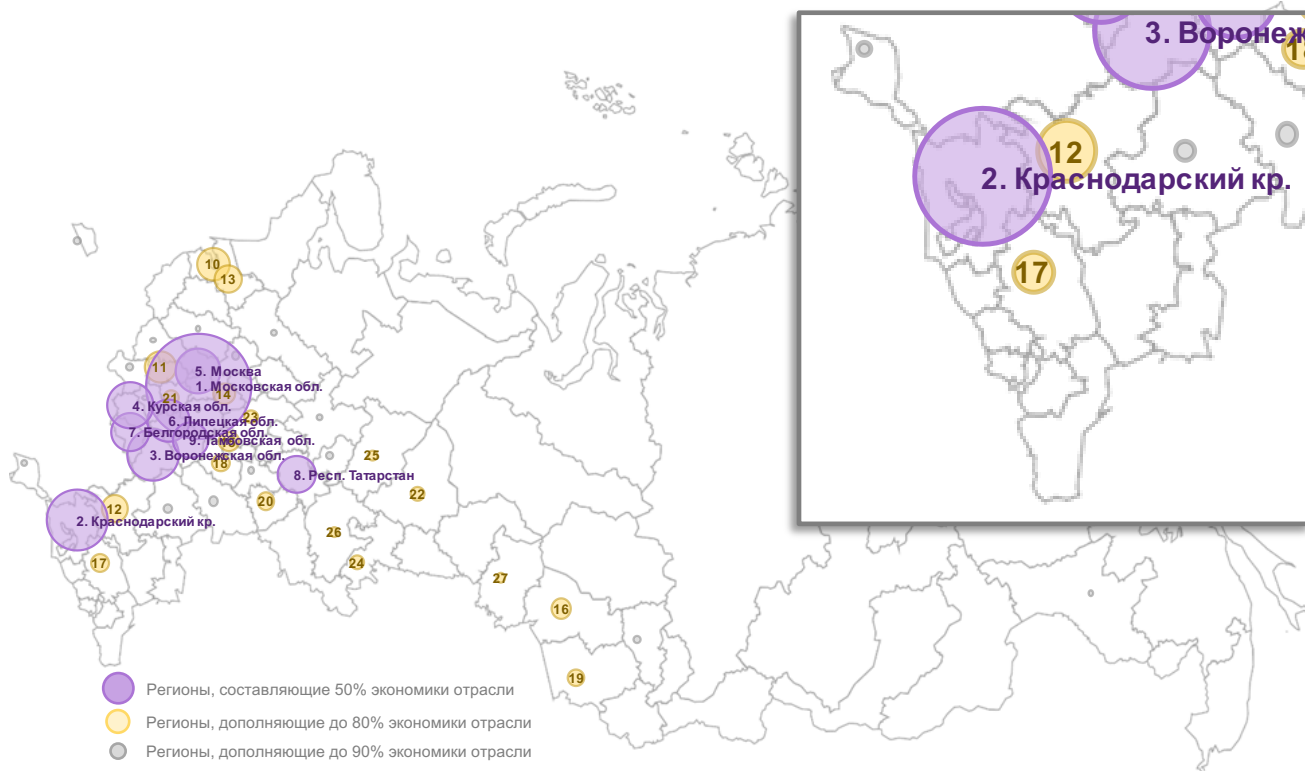 3. Воронеж
12
2. Краснодарский кр.
17
10
13
11
5. Москва
1. Московская обл.
14
21
4. Курская обл.
23
6. Липецкая обл.
7. Белгородская обл.
9. Тамбовская обл.
3. Воронежская обл.
18
25
8. Респ. Татарстан
22
20
12
2. Краснодарский кр.
26
17
24
27
16
19
Регионы, составляющие 50% экономики отрасли
Регионы, дополняющие до 80% экономики отрасли
Регионы, дополняющие до 90% экономики отрасли